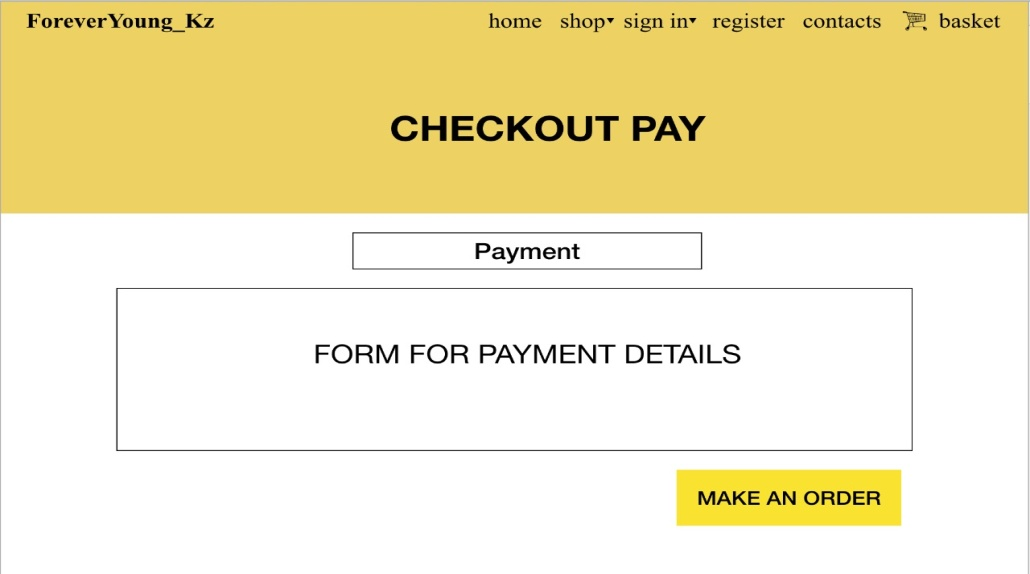 ForeverYoung_Kz home shop▾ sign in▾ register contacts basket
CHECKOUT PAY
Payment
FORM FOR PAYMENT DETAILS
MAKE AN ORDER